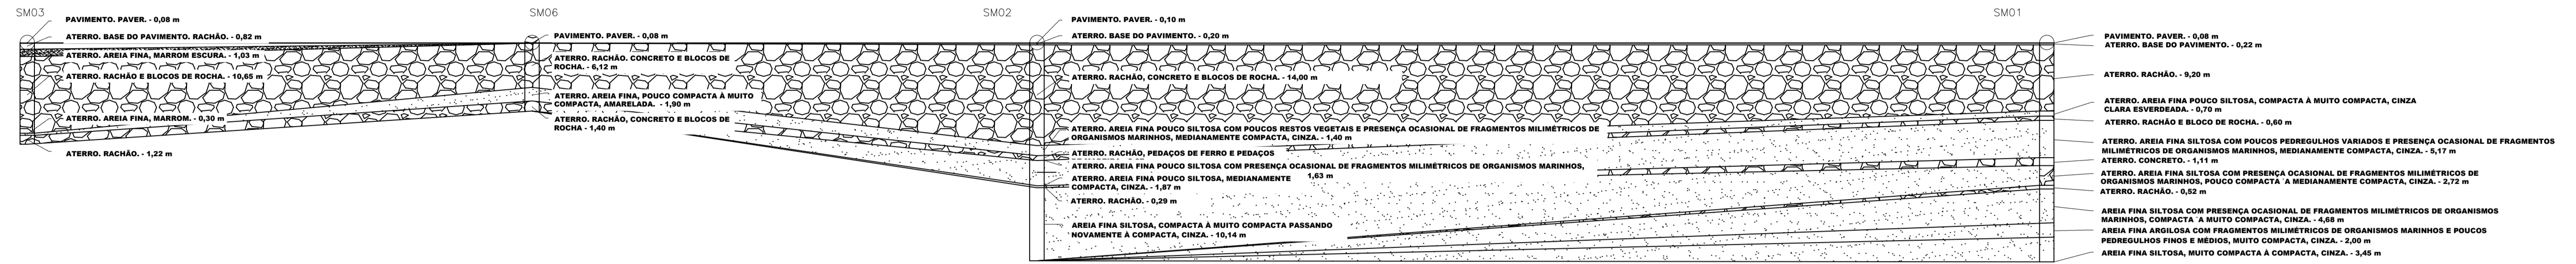 SM03
PAVIMENTO. PAVER. - 0,08 m
ATERRO. BASE DO PAVIMENTO. RACHÃO. - 0,82 m
ATERRO. AREIA FINA, MARROM ESCURA. - 1,03 m
ATERRO. RACHÃO E BLOCOS DE ROCHA. - 10,65 m
ATERRO. AREIA FINA, MARROM. - 0,30 m
ATERRO. RACHÃO. - 1,22 m
SM06
PAVIMENTO. PAVER. - 0,08 m
ATERRO. RACHÃO. CONCRETO E BLOCOS DE
ROCHA. - 6,12 m
ATERRO. AREIA FINA, POUCO COMPACTA À MUITO
COMPACTA, AMARELADA. - 1,90 m
ATERRO. RACHÃO, CONCRETO E BLOCOS DE
ROCHA - 1,40 m
SM02
PAVIMENTO. PAVER. - 0,10 m
ATERRO. BASE DO PAVIMENTO. - 0,20 m
ATERRO. RACHÃO, CONCRETO E BLOCOS DE ROCHA. - 14,00 m
ATERRO. AREIA FINA POUCO SILTOSA COM POUCOS RESTOS VEGETAIS E PRESENÇA OCASIONAL DE FRAGMENTOS MILIMÉTRICOS DE
ORGANISMOS MARINHOS, MEDIANAMENTE COMPACTA, CINZA. - 1,40 m
ATERRO. RACHÃO, PEDAÇOS DE FERRO E PEDAÇOS
ATERRO. AREIA FINA POUCO SILTOSA COM PRESENÇA OCASIONAL DE FRAGMENTOS MILIMÉTRICOS DE ORGANISMOS MARINHOS,
1,63 m
ATERRO. AREIA FINA POUCO SILTOSA, MEDIANAMENTE
COMPACTA, CINZA. - 1,87 m
ATERRO. RACHÃO. - 0,29 m
AREIA FINA SILTOSA, COMPACTA À MUITO COMPACTA PASSANDO
NOVAMENTE À COMPACTA, CINZA. - 10,14 m
SM01
PAVIMENTO. PAVER. - 0,08 m
ATERRO. BASE DO PAVIMENTO. - 0,22 m
ATERRO. RACHÃO. - 9,20 m
ATERRO. AREIA FINA POUCO SILTOSA, COMPACTA À MUITO COMPACTA, CINZA
CLARA ESVERDEADA. - 0,70 m
ATERRO. RACHÃO E BLOCO DE ROCHA. - 0,60 m
ATERRO. AREIA FINA SILTOSA COM POUCOS PEDREGULHOS VARIADOS E PRESENÇA OCASIONAL DE FRAGMENTOS
MILIMÉTRICOS DE ORGANISMOS MARINHOS, MEDIANAMENTE COMPACTA, CINZA. - 5,17 m
ATERRO. CONCRETO. - 1,11 m
ATERRO. AREIA FINA SILTOSA COM PRESENÇA OCASIONAL DE FRAGMENTOS MILIMÉTRICOS DE
ORGANISMOS MARINHOS, POUCO COMPACTA `A MEDIANAMENTE COMPACTA, CINZA. - 2,72 m
ATERRO. RACHÃO. - 0,52 m
AREIA FINA SILTOSA COM PRESENÇA OCASIONAL DE FRAGMENTOS MILIMÉTRICOS DE ORGANISMOS
MARINHOS, COMPACTA `A MUITO COMPACTA, CINZA. - 4,68 m
AREIA FINA ARGILOSA COM FRAGMENTOS MILIMÉTRICOS DE ORGANISMOS MARINHOS E POUCOS
PEDREGULHOS FINOS E MÉDIOS, MUITO COMPACTA, CINZA. - 2,00 m
AREIA FINA SILTOSA, MUITO COMPACTA À COMPACTA, CINZA. - 3,45 m